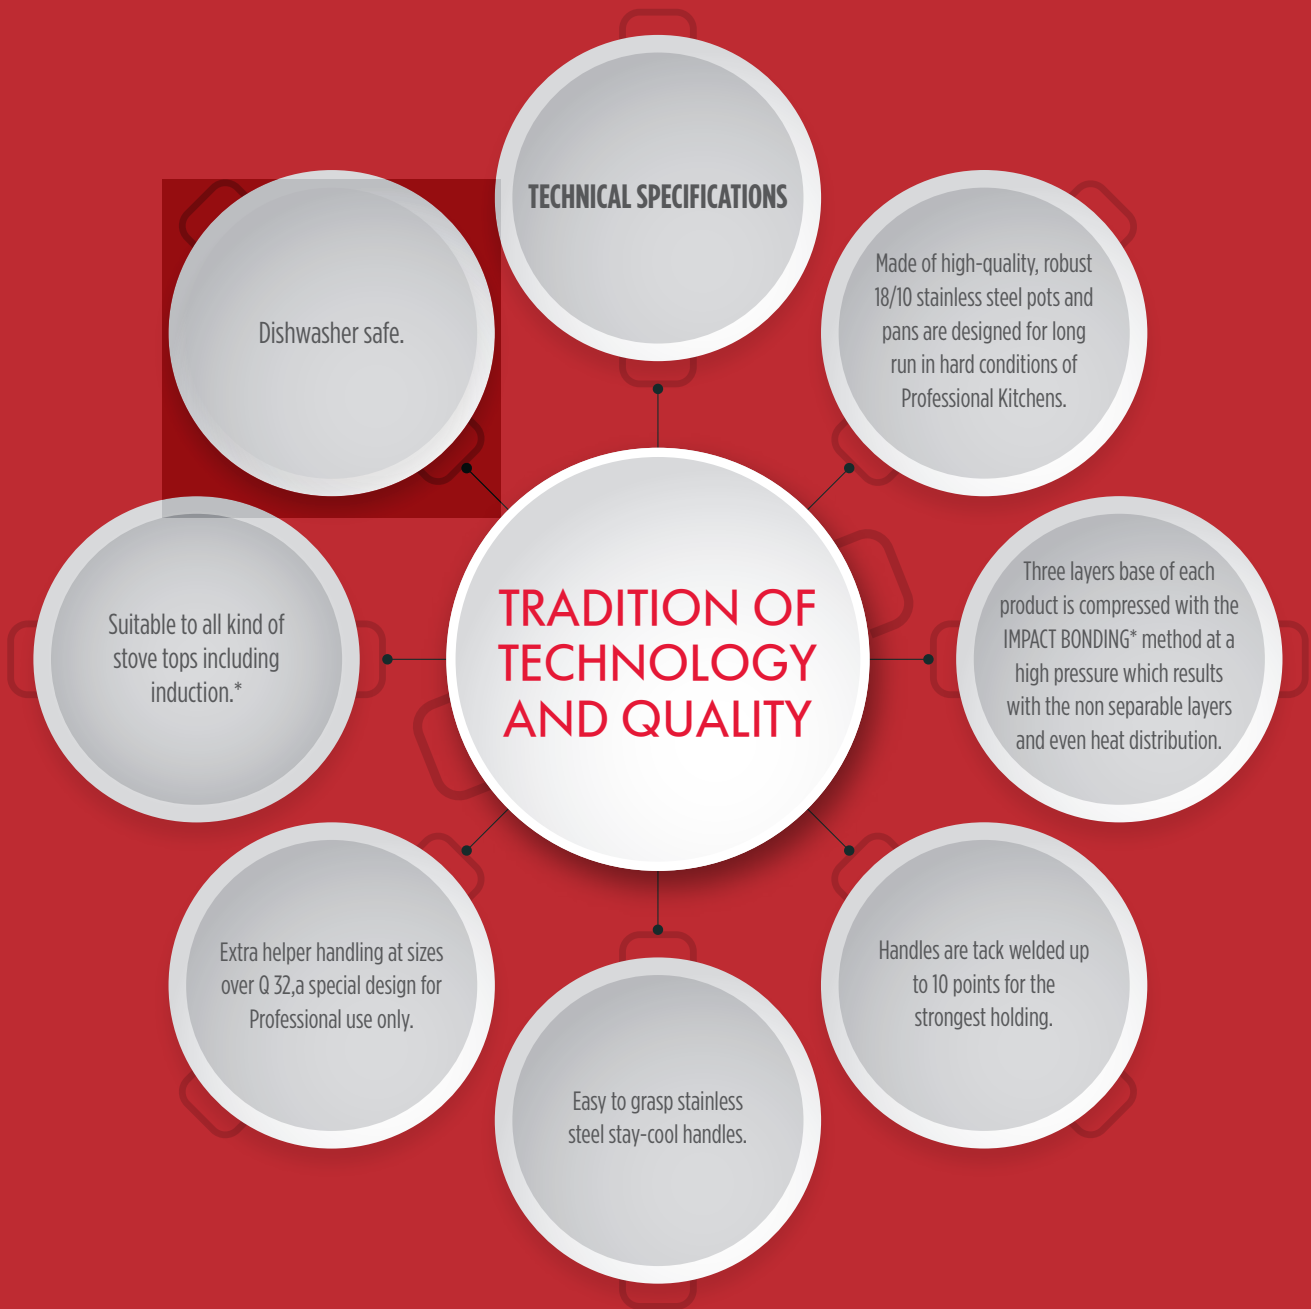 TECHNICAL SPECIFICATIONS
Made of high-quality, robust
18/10 stainless steel pots and
pans are designed for long
run in hard conditions of
Professional Kitchens.
Three layers base of each
product is compressed with the
IMPACT BONDING* method at a
high pressure which results
with the non separable layers
and even heat distribution.
Handles are tack welded up
to 10 points for the
strongest holding.
Easy to grasp stainless
steel stay-cool handles.
Extra helper handling at sizes
over Q 32,a special design for
Professional use only.
Suitable to all kind of
stove tops including
induction.*
Dishwasher safe.
TRADITION OF
TECHNOLOGY
AND QUALITY